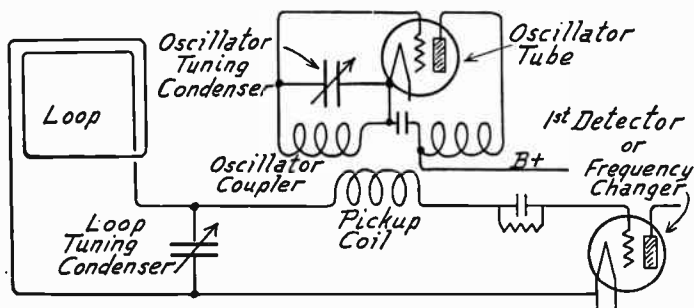 Oscillator
Tuning
Condenser
Oscillator
Tube
Loop
1st Detector
or
Frequency
Changer
B+
Oscillator
Coupler
Pickup
Coil
Loop
Tuning
Condenser